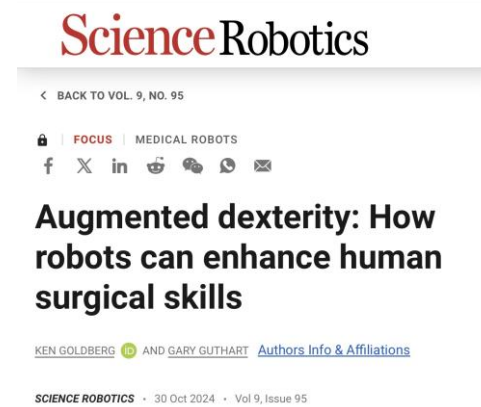 Science Robotics
< BACK TO VOL. 9, NO. 95
FOCUS | MEDICAL ROBOTS
Augmented dexterity: How
robots can enhance human
surgical skills
KEN GOLDBERG iD AND GARY GUTHART Authors Info & Affiliations
SCIENCE ROBOTICS · 30 Oct 2024 · Vol 9, Issue 95